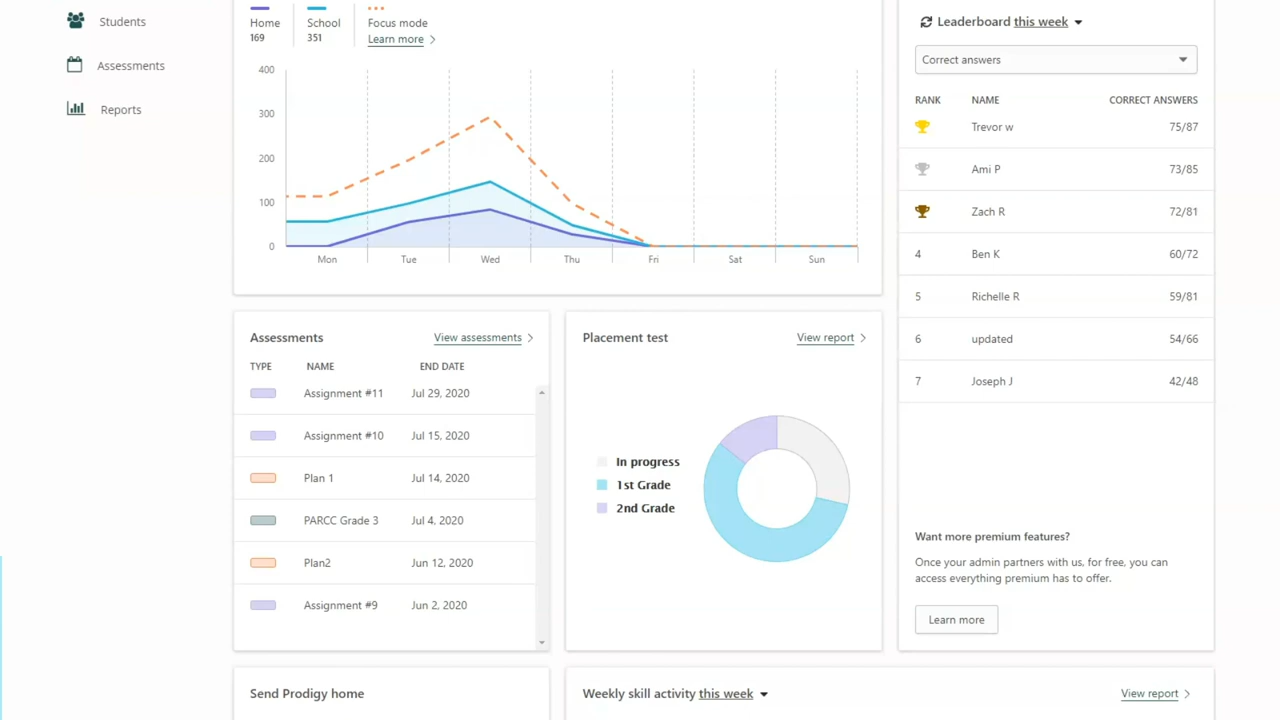 Students
Assessments
Reports
Home
169
School
351
Focus mode
Learn more
400
300
200
100
0
Mon Tue Wed Thu Fri Sat Sun
Leaderboard this week
Correct answers
RANK NAME CORRECT ANSWERS
Trevor w 75/87
Ami P 73/85
Zach R 72/81
4 Ben K 60/72
5 Richelle R 59/81
6 updated 54/66
7 Joseph J 42/48
Want more premium features?
Once your admin partners with us, for free, you can
access everything premium has to offer.
Learn more
Assessments View assessments
TYPE NAME END DATE
Assignment #11 Jul 29, 2020
Assignment #10 Jul 15, 2020
Plan 1 Jul 14, 2020
PARCC Grade 3 Jul 4, 2020
Plan2 Jun 12, 2020
Assignment #9 Jun 2, 2020
Placement test View report
In progress
1st Grade
2nd Grade
Send Prodigy home
Weekly skill activity this week View report